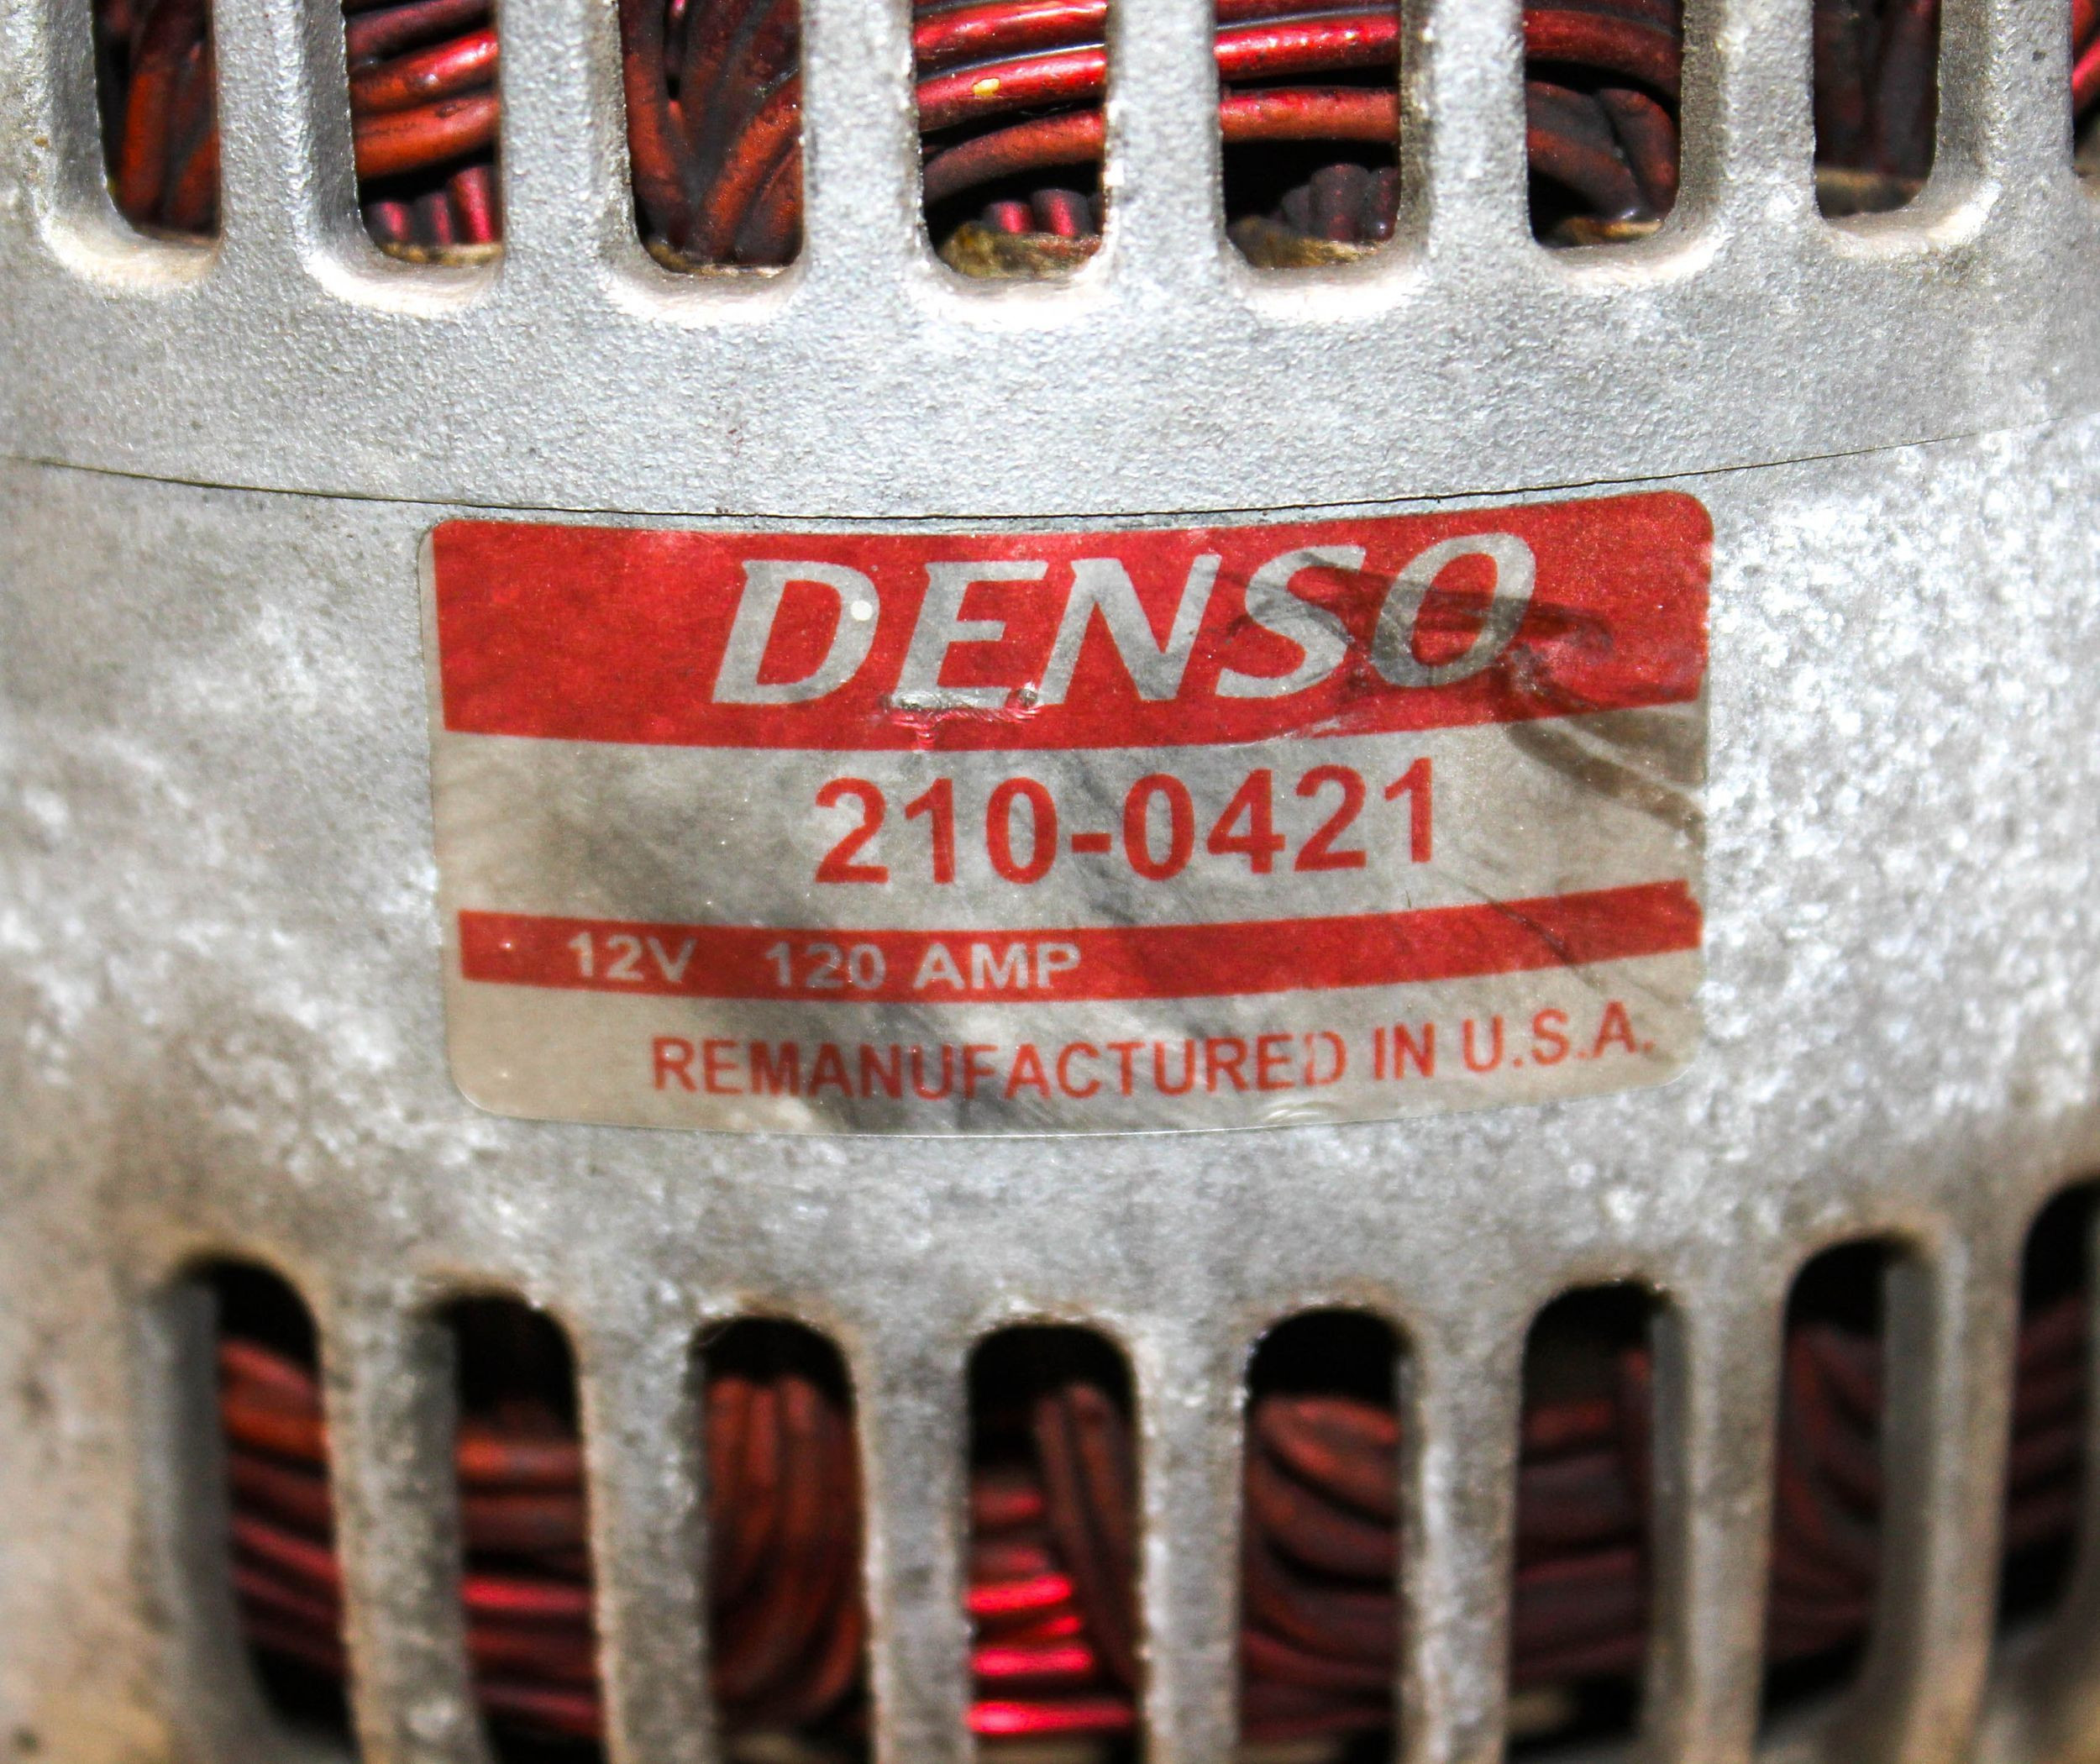 DENSO
210-0421
12V 120 AMP
REMANUFACTURED IN U.S.A.